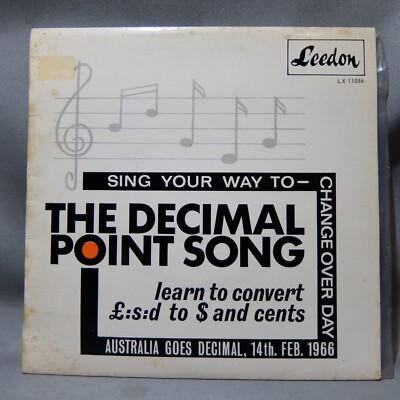 Leedon
LX 11086
SING YOUR WAY TO—
CHANGE OVER DAY
THE DECIMAL
POINT SONG
learn to convert
£:s:d to $ and cents
AUSTRALIA GOES DECIMAL, 14th. FEB. 1966